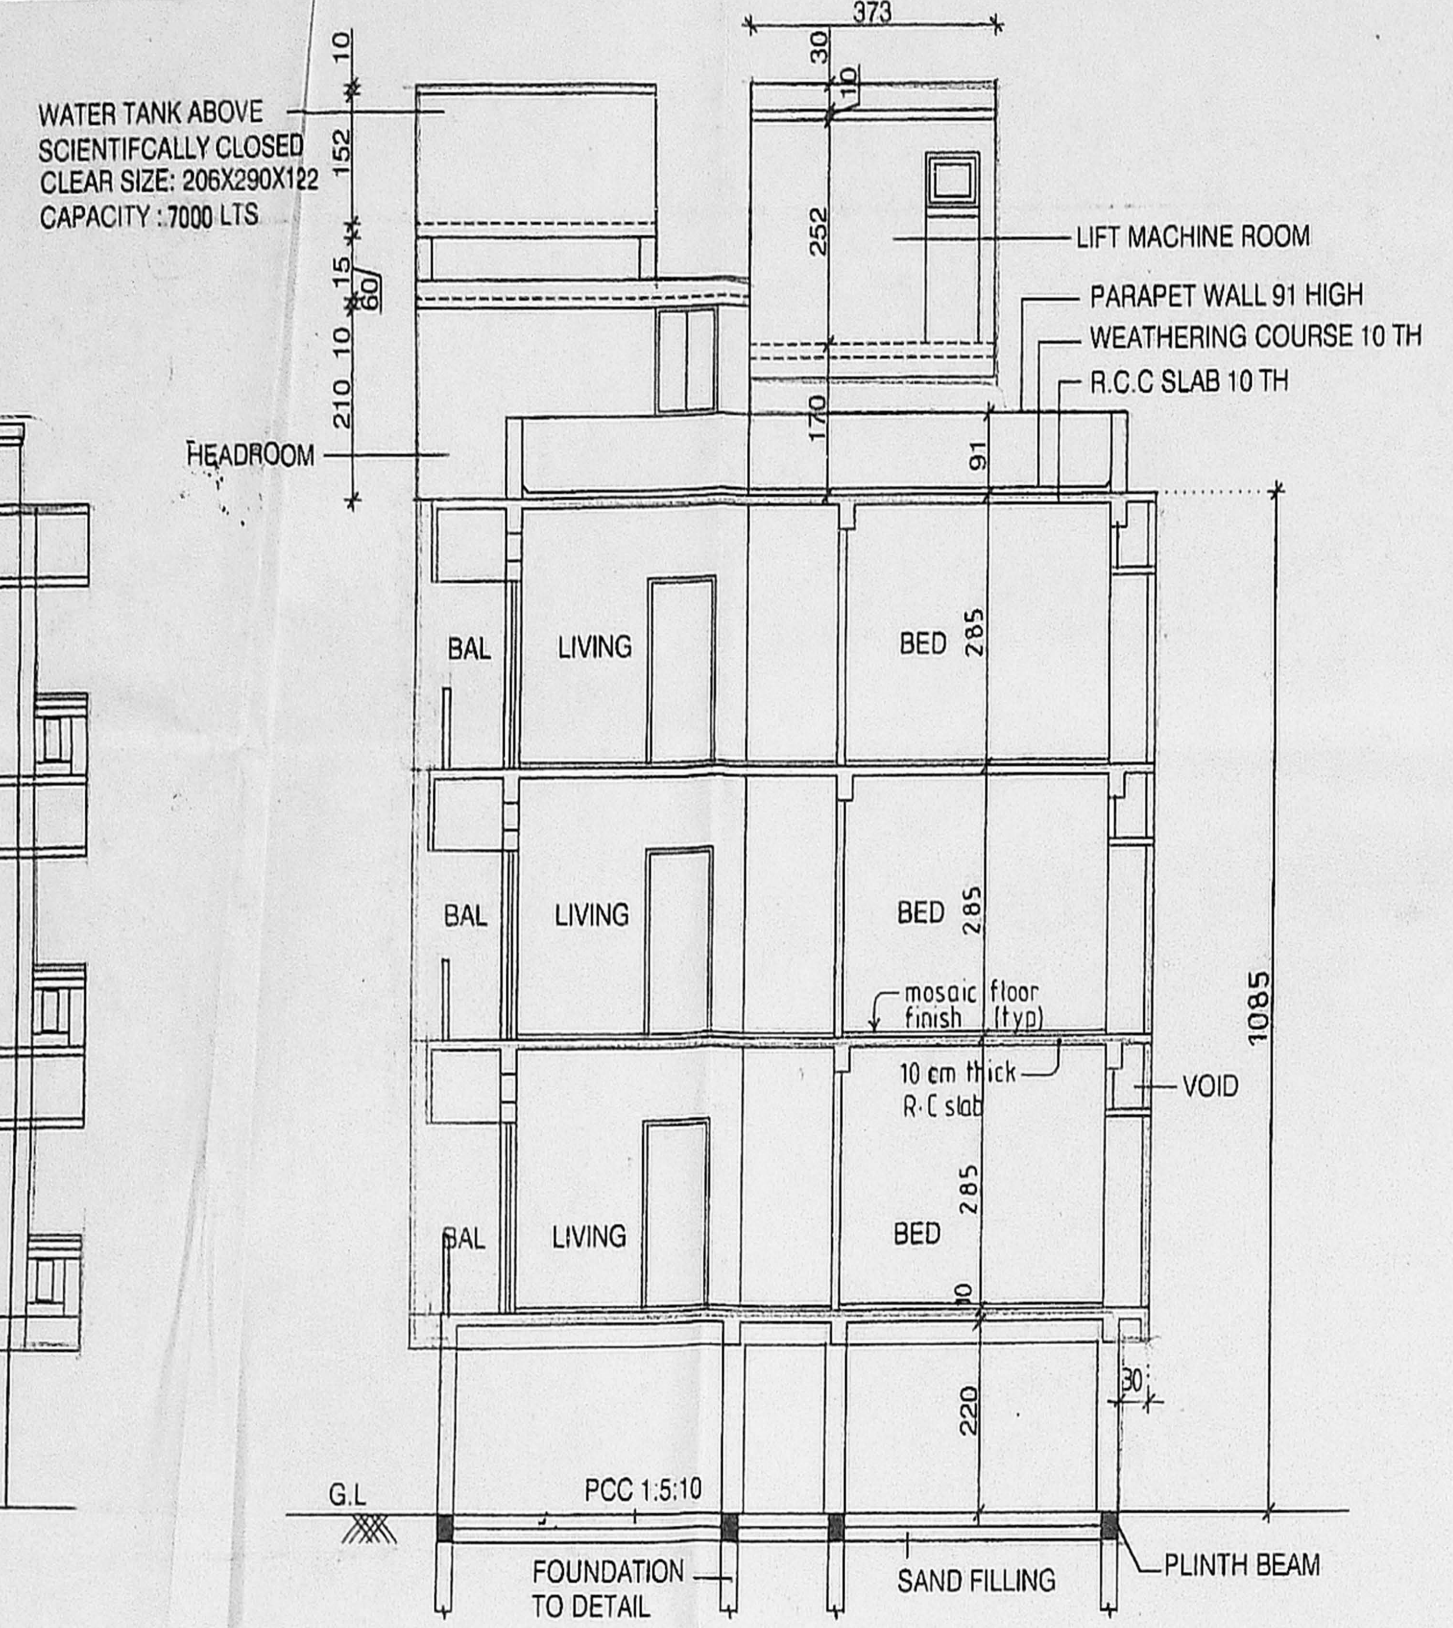 373
10
30
10
WATER TANK ABOVE
SCIENTIFCALLY CLOSED
CLEAR SIZE: 206X290X122
CAPACITY : 7000 LTS
152
252
LIFT MACHINE ROOM
15
60
PARAPET WALL 91 HIGH
10
WEATHERING COURSE 10 TH
R.C.C SLAB 10 TH
210
170
91
HEADROOM
BAL
LIVING
BED
285
BAL
LIVING
BED
285
mosaic floor
finish (typ)
1085
10 cm thick
R.C slab
VOID
285
BAL
LIVING
BED
10
30
220
G.L
PCC 1:5:10
FOUNDATION
TO DETAIL
SAND FILLING
PLINTH BEAM